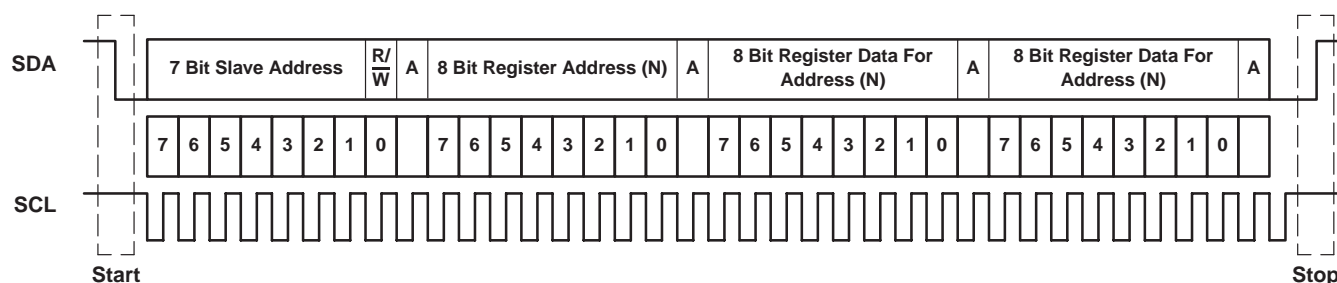 SDA
7 Bit Slave Address
R/
W
A
8 Bit Register Address (N)
A
8 Bit Register Data For
Address (N)
A
8 Bit Register Data For
Address (N)
A
7 6 5 4 3 2 1 0 7 6 5 4 3 2 1 0 7 6 5 4 3 2 1 0 7 6 5 4 3 2 1 0
SCL
Start
Stop